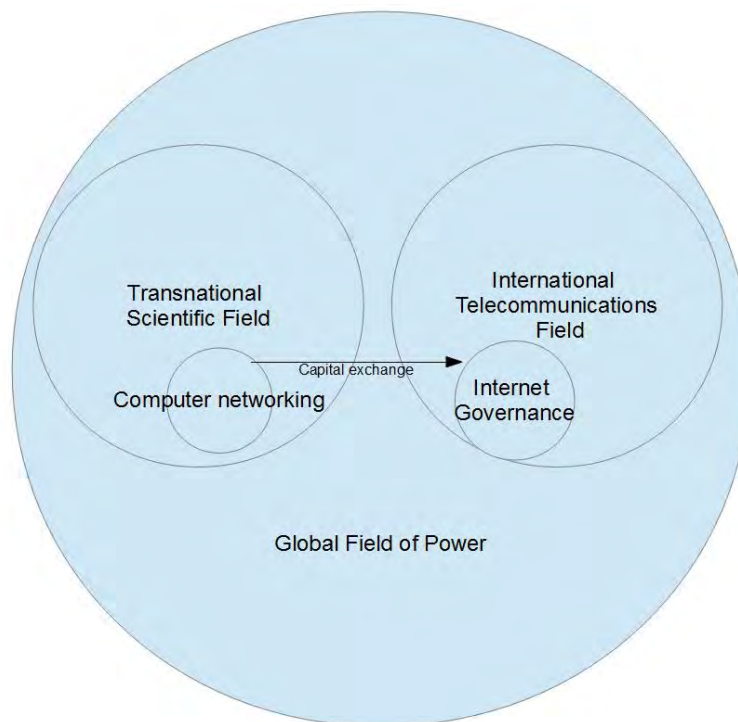 Transnational
Scientific Field
International
Telecommunications
Field
Capital exchange
Computer networking
Internet
Governance
Global Field of Power